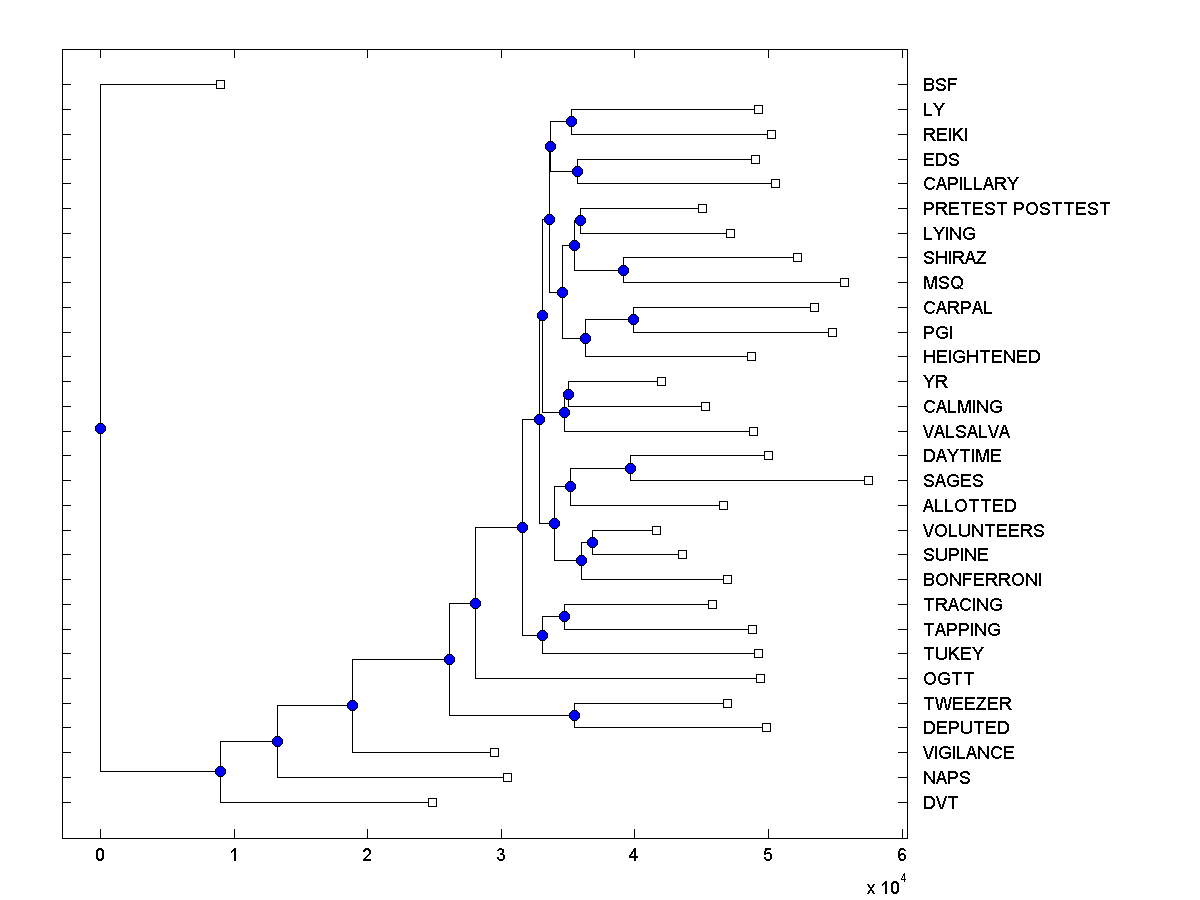 BSF
LY
REIKI
EDS
CAPILLARY
PRETEST POSTTEST
LYING
SHIRAZ
MSQ
CARPAL
PGI
HEIGHTENED
YR
CALMING
VALSALVA
DAYTIME
SAGES
ALLOTTED
VOLUNTEERS
SUPINE
BONFERRONI
TRACING
TAPPING
TUKEY
OGTT
TWEEZER
DEPUTED
VIGILANCE
NAPS
DVT
0 1 2 3 4 5 6
x 10^4